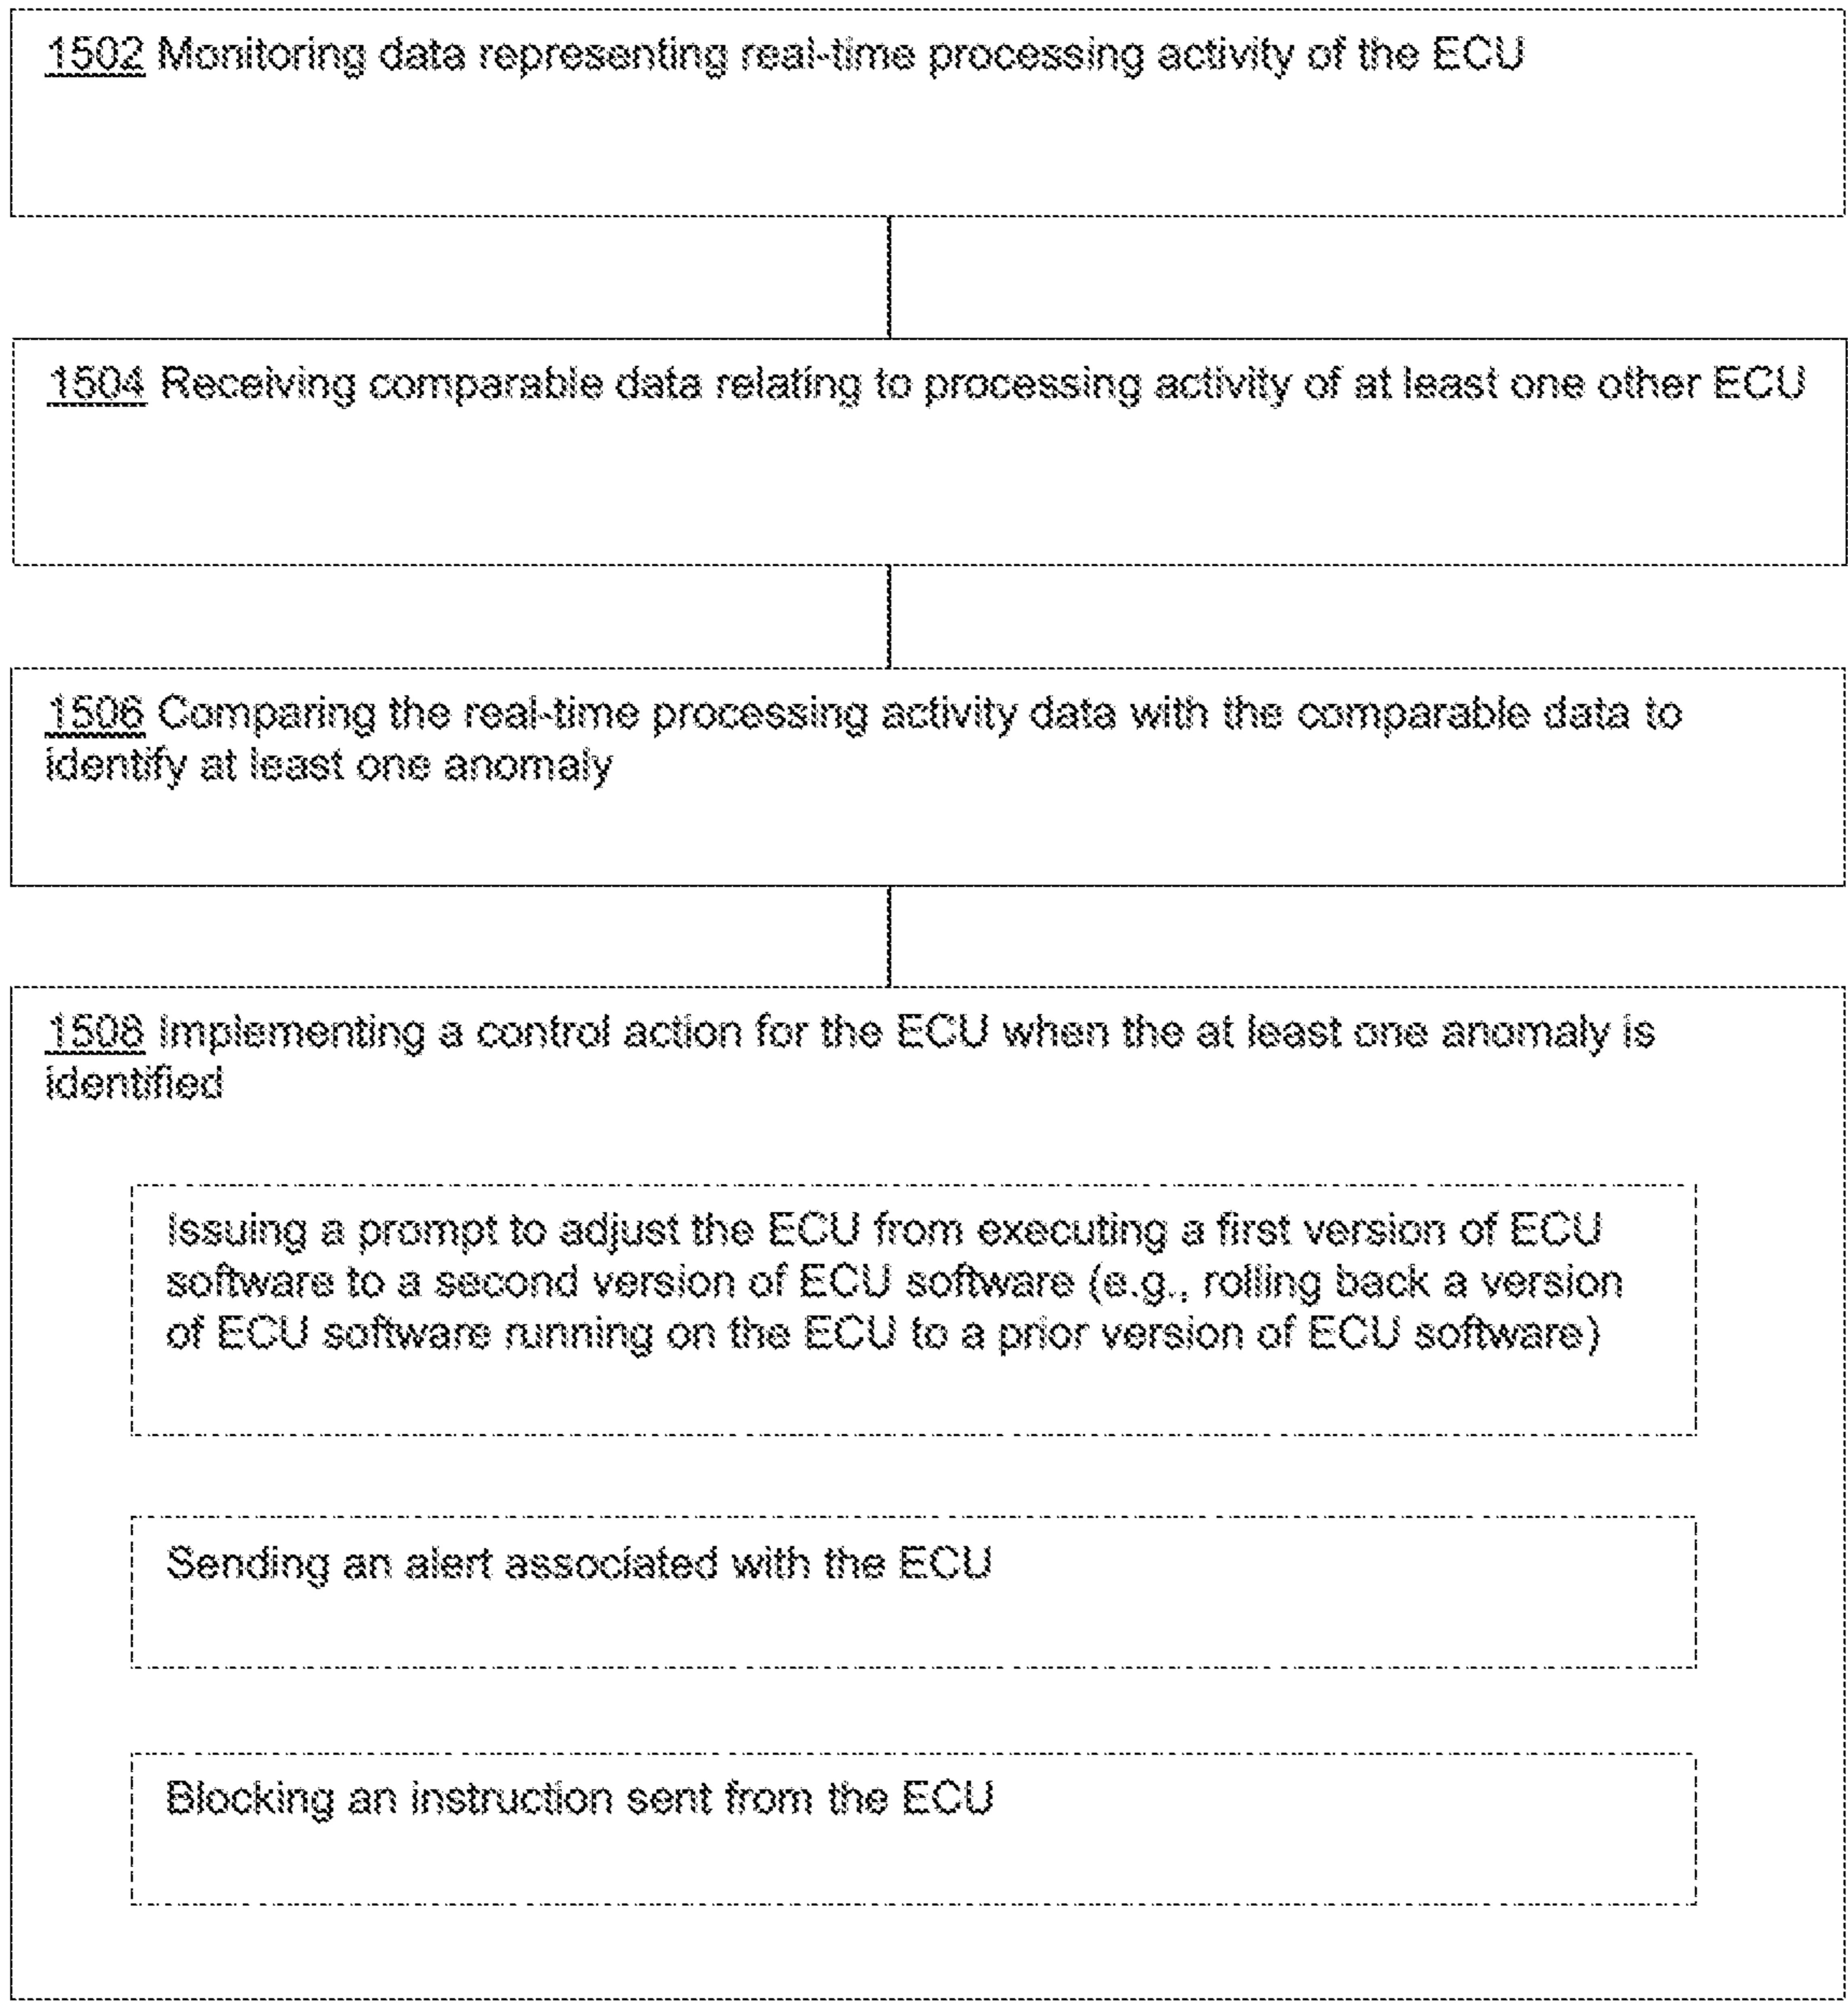 1502 Monitoring data representing real-time processing activity of the ECU
1504 Receiving comparable data relating to processing activity of at least one other ECU
1506 Comparing the real-time processing activity data with the comparable data to
identify at least one anomaly
1508 Implementing a control action for the ECU when the at least one anomaly is
identified
Issuing a prompt to adjust the ECU from executing a first version of ECU
software to a second version of ECU software (e.g., rolling back a version
of ECU software running on the ECU to a prior version of ECU software)
Sending an alert associated with the ECU
Blocking an instruction sent from the ECU